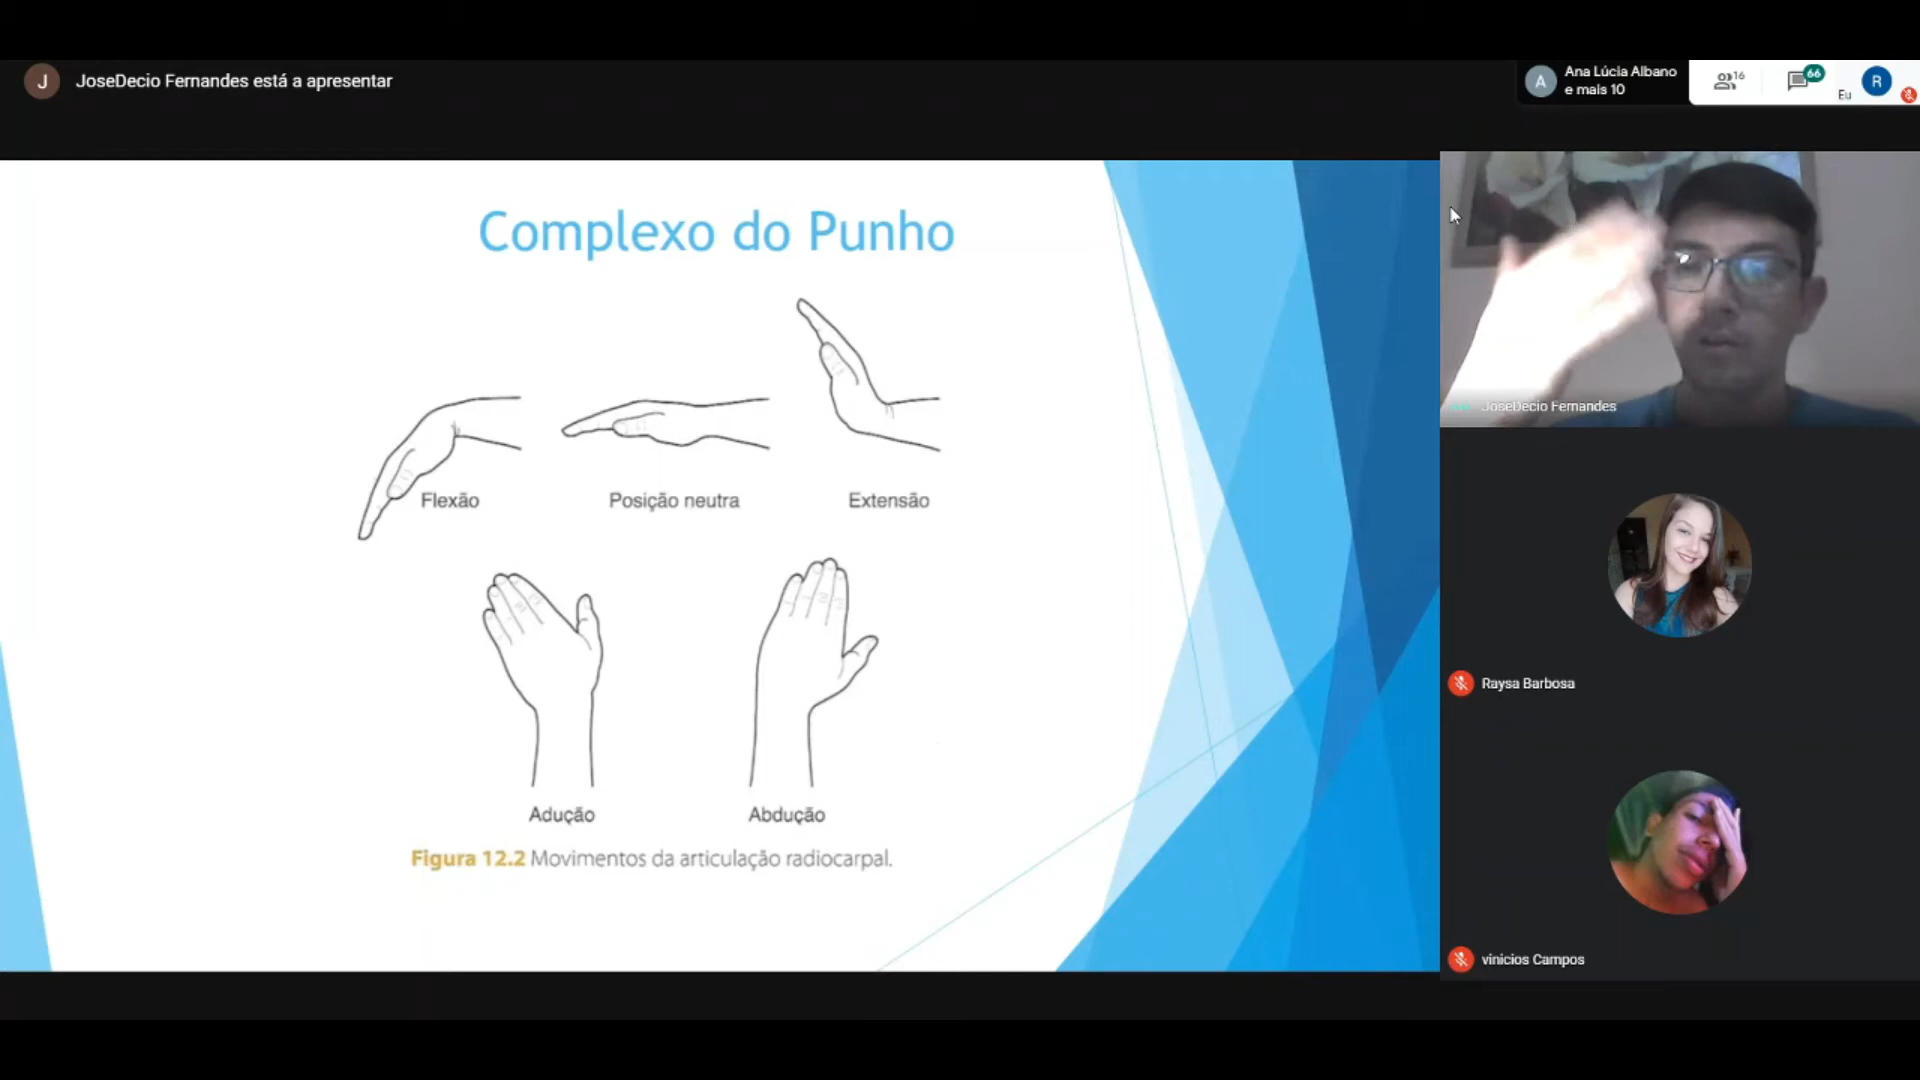 J
JoseDecio Fernandes está a apresentar
A
Ana Lúcia Albano
e mais 10
16
66
Eu
R
Complexo do Punho
Flexão
Posição neutra
Extensão
Adução
Abdução
Figura 12.2 Movimentos da articulação radiocarpal.
JoseDecio Fernandes
Raysa Barbosa
vinicios Campos